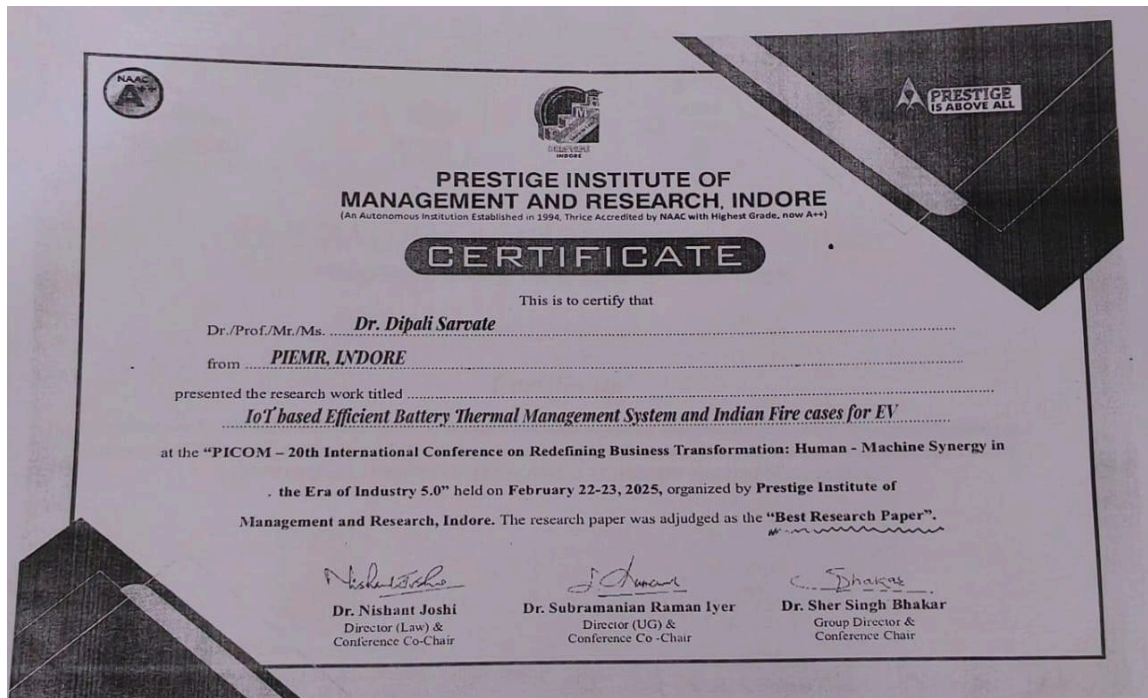 NAAC
A++
PRESTIGE
IS ABOVE ALL
PRESTIGE
INDORE
PRESTIGE INSTITUTE OF
MANAGEMENT AND RESEARCH, INDORE
(An Autonomous Institution Established in 1994, Thrice Accredited by NAAC with Highest Grade, now A++)
CERTIFICATE
This is to certify that
Dr./Prof./Mr./Ms. Dr. Dipali Sarvate
from PIEMR, INDORE
presented the research work titled
IoT based Efficient Battery Thermal Management System and Indian Fire cases for EV
at the “PICOM – 20th International Conference on Redefining Business Transformation: Human - Machine Synergy in
the Era of Industry 5.0” held on February 22-23, 2025, organized by Prestige Institute of
Management and Research, Indore. The research paper was adjudged as the “Best Research Paper”.
Dr. Nishant Joshi
Director (Law) &
Conference Co-Chair
Dr. Subramanian Raman Iyer
Director (UG) &
Conference Co -Chair
Dr. Sher Singh Bhakar
Group Director &
Conference Chair